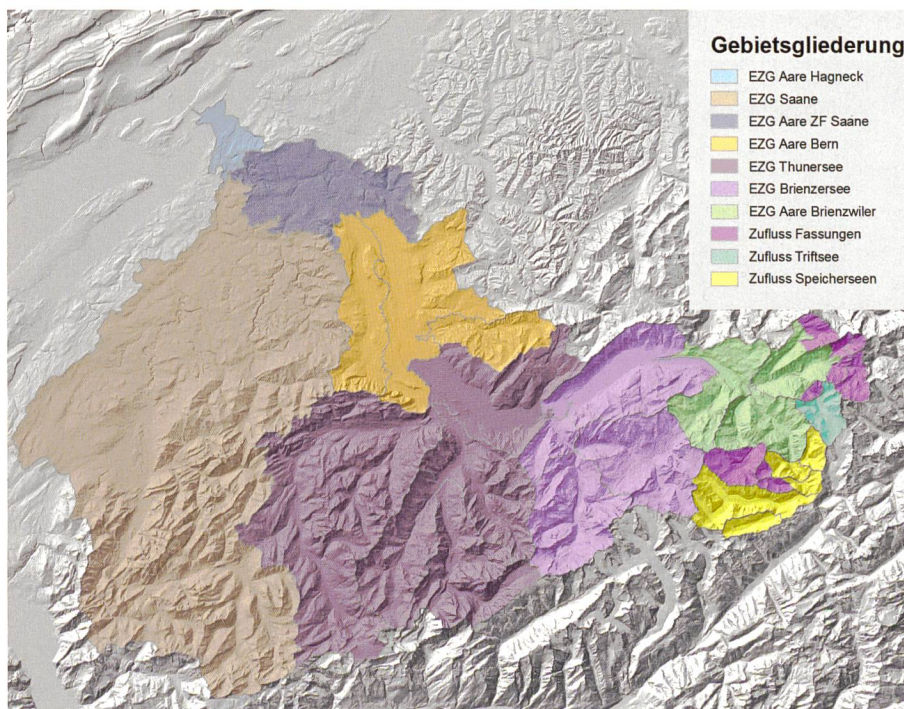 Gebietsgliederung
EZG Aare Hagneck
EZG Saane
EZG Aare ZF Saane
EZG Aare Bern
EZG Thunersee
EZG Brienzersee
EZG Aare Brienzwiler
Zufluss Fassungen
Zufluss Triftsee
Zufluss Speicherseen